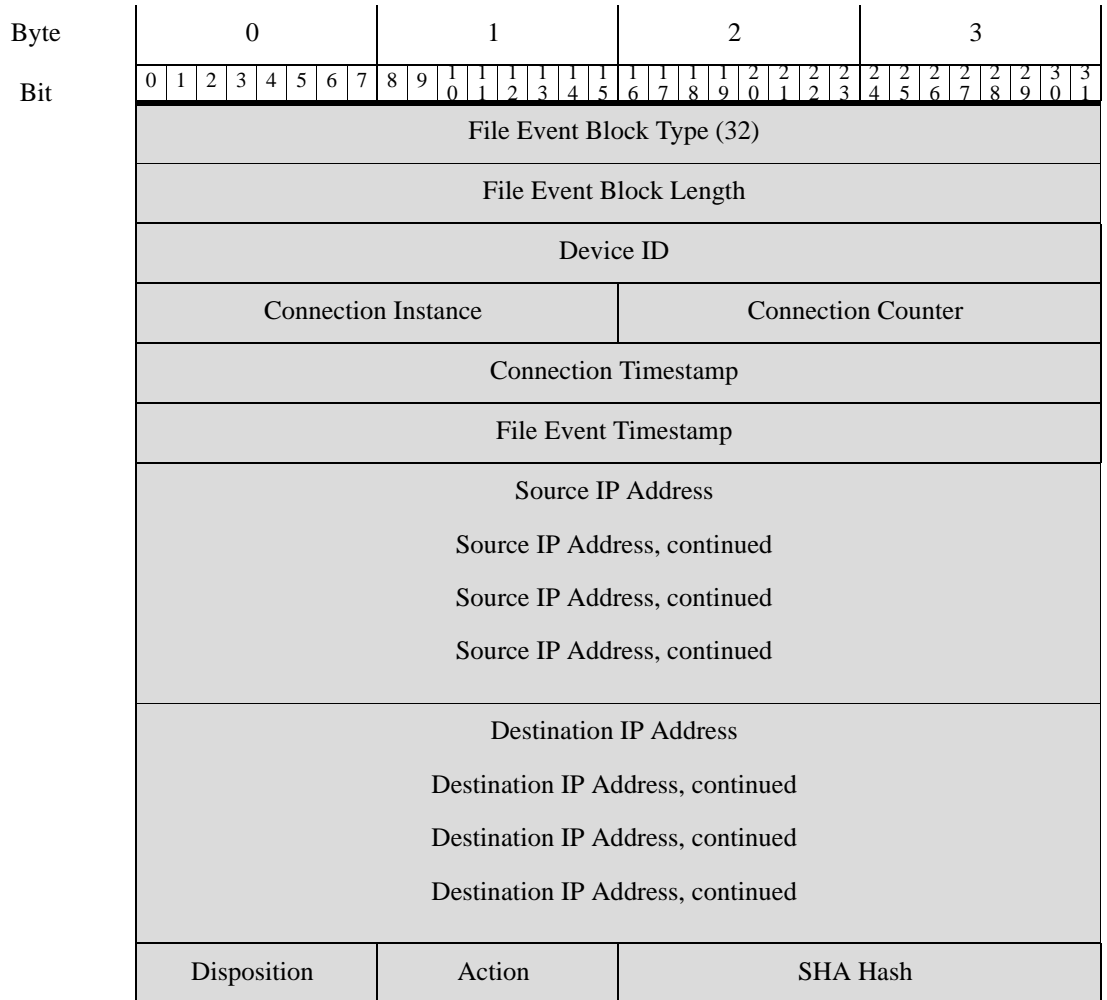 Byte 0 1 2 3
Bit 0 1 2 3 4 5 6 7 8 9 10 11 12 13 14 15 16 17 18 19 20 21 22 23 24 25 26 27 28 29 30 31
File Event Block Type (32)
File Event Block Length
Device ID
Connection Instance Connection Counter
Connection Timestamp
File Event Timestamp
Source IP Address
Source IP Address, continued
Source IP Address, continued
Source IP Address, continued
Destination IP Address
Destination IP Address, continued
Destination IP Address, continued
Destination IP Address, continued
Disposition Action SHA Hash